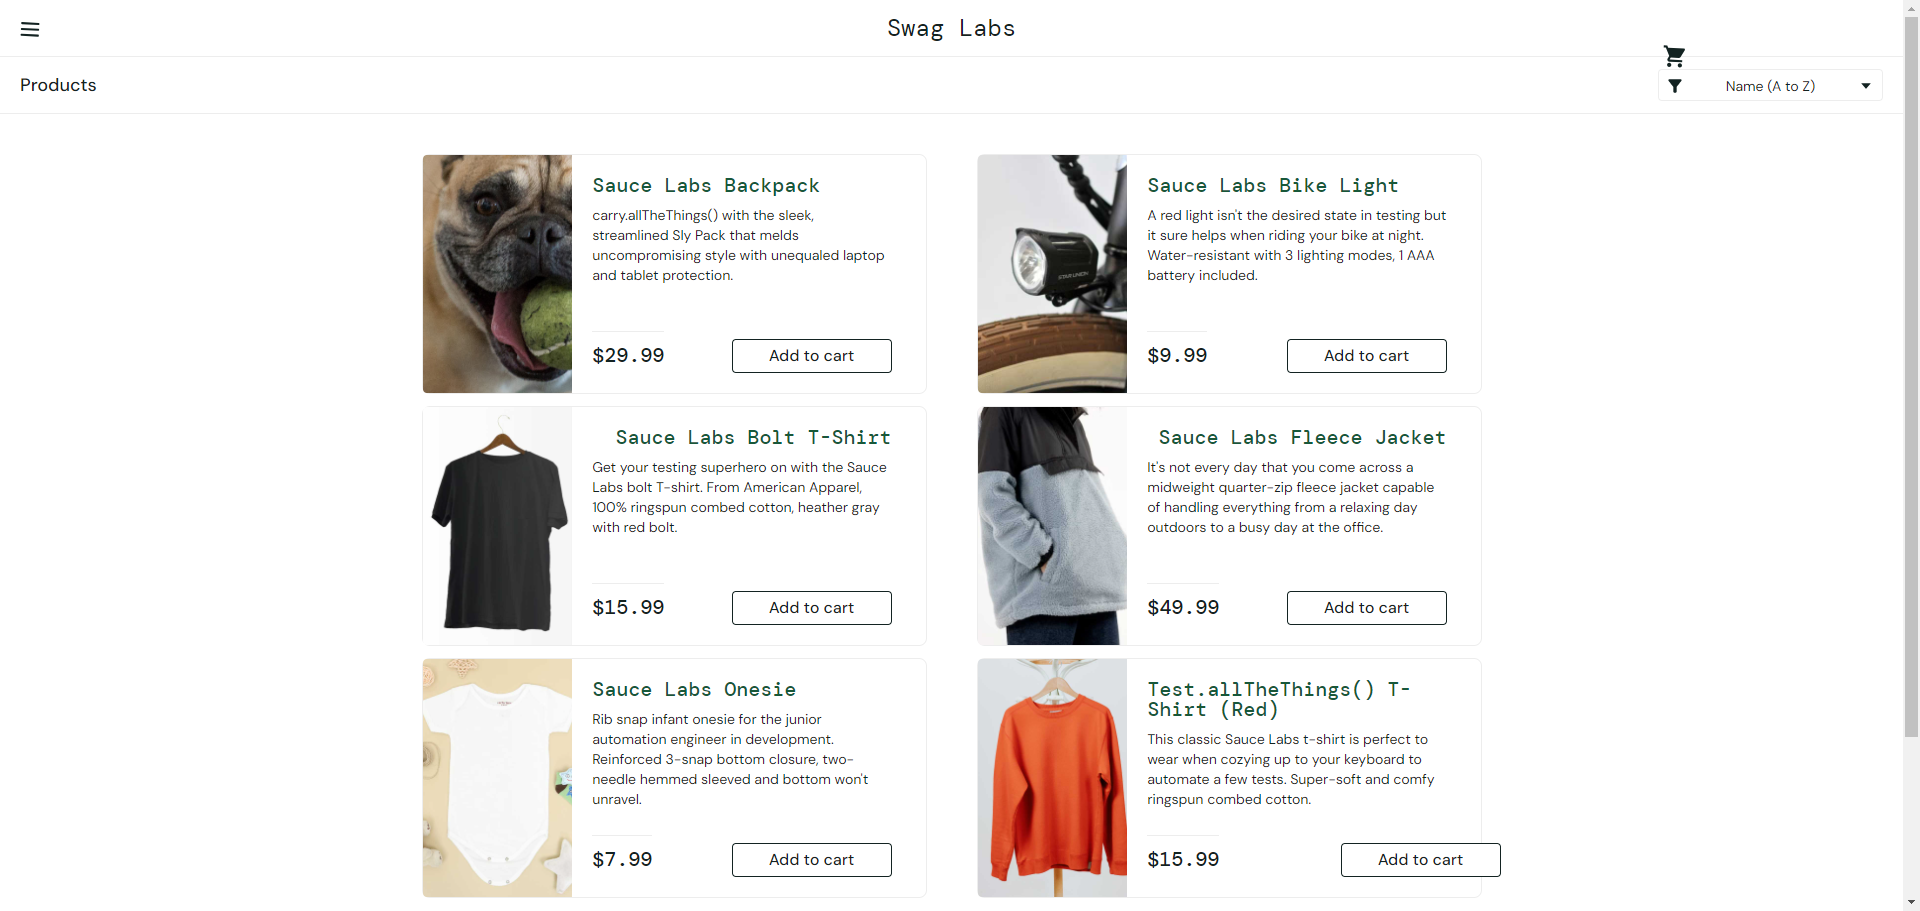 Swag Labs
Products
Name (A to Z)
Sauce Labs Backpack
carry.allTheThings() with the sleek,
streamlined Sly Pack that melds
uncompromising style with unequaled laptop
and tablet protection.
$29.99
Add to cart
Sauce Labs Bike Light
A red light isn't the desired state in testing but
it sure helps when riding your bike at night.
Water-resistant with 3 lighting modes, 1 AAA
battery included.
$9.99
Add to cart
STAR UNION
Sauce Labs Bolt T-Shirt
Get your testing superhero on with the Sauce
Labs bolt T-shirt. From American Apparel,
100% ringspun combed cotton, heather gray
with red bolt.
$15.99
Add to cart
Sauce Labs Fleece Jacket
It's not every day that you come across a
midweight quarter-zip fleece jacket capable
of handling everything from a relaxing day
outdoors to a busy day at the office.
$49.99
Add to cart
Sauce Labs Onesie
Rib snap infant onesie for the junior
automation engineer in development.
Reinforced 3-snap bottom closure, two-
needle hemmed sleeved and bottom won't
unravel.
$7.99
Add to cart
Test.allTheThings() T-
Shirt (Red)
This classic Sauce Labs t-shirt is perfect to
wear when cozying up to your keyboard to
automate a few tests. Super-soft and comfy
ringspun combed cotton.
$15.99
Add to cart